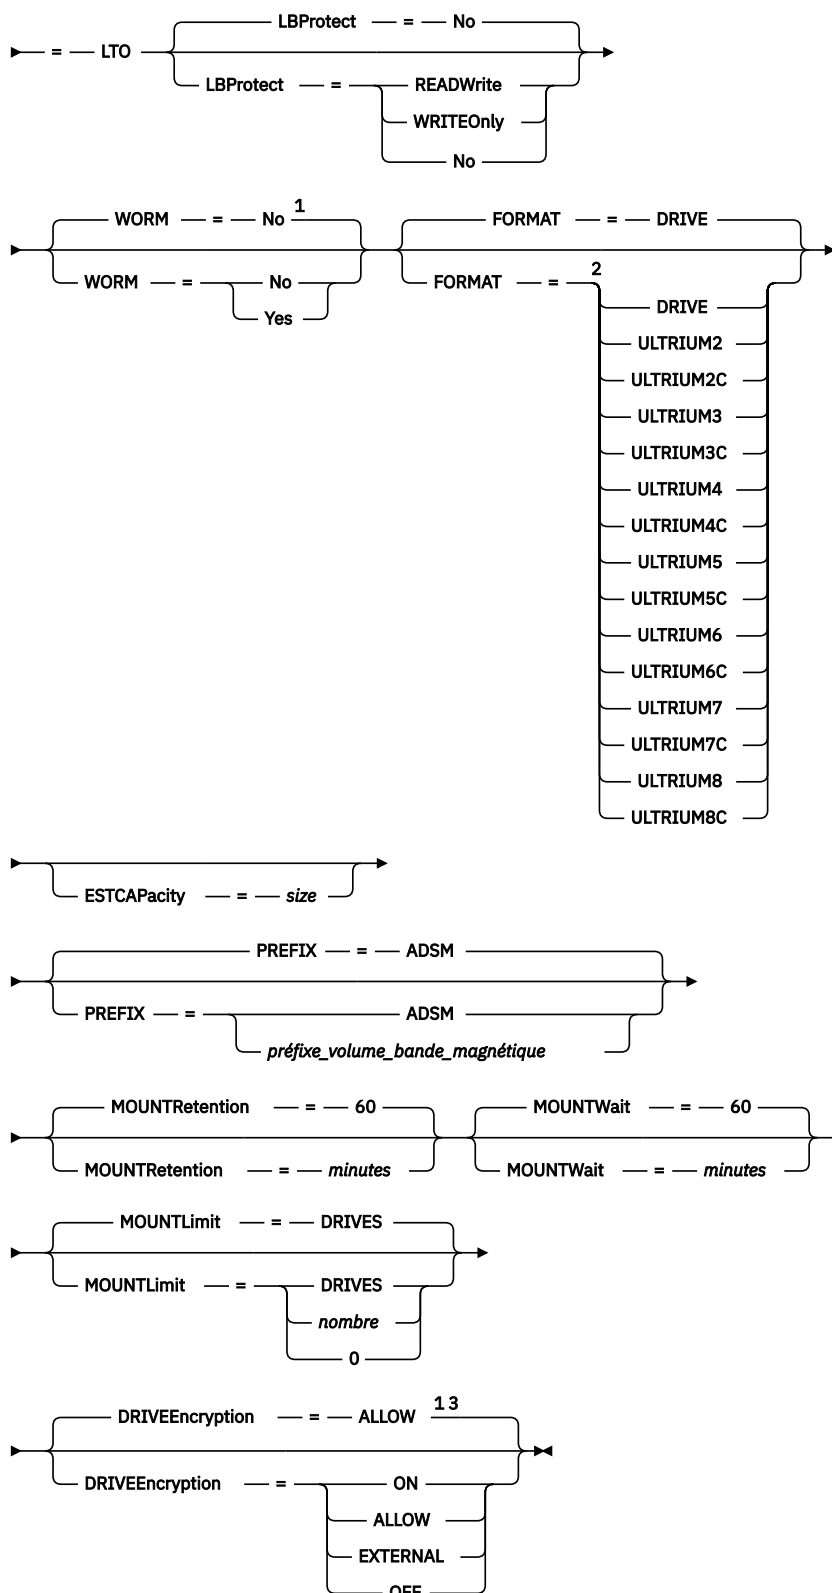 LBProtect = No
= LTO
LBProtect = READWrite
WRITEOnly
No
WORM = No 1 FORMAT = DRIVE
WORM = No FORMAT = 2
Yes DRIVE
ULTRIUM2
ULTRIUM2C
ULTRIUM3
ULTRIUM3C
ULTRIUM4
ULTRIUM4C
ULTRIUM5
ULTRIUM5C
ULTRIUM6
ULTRIUM6C
ULTRIUM7
ULTRIUM7C
ULTRIUM8
ULTRIUM8C
ESTCAPacity = size
PREFIX = ADSM
PREFIX = ADSM
préfixe_volume_bande_magnétique
MOUNTRetention = 60 MOUNTWait = 60
MOUNTRetention = minutes MOUNTWait = minutes
MOUNTLimit = DRIVES
MOUNTLimit = DRIVES
nombre
0
DRIVEEncryption = ALLOW 1 3
DRIVEEncryption = ON
ALLOW
EXTERNAL
OFF